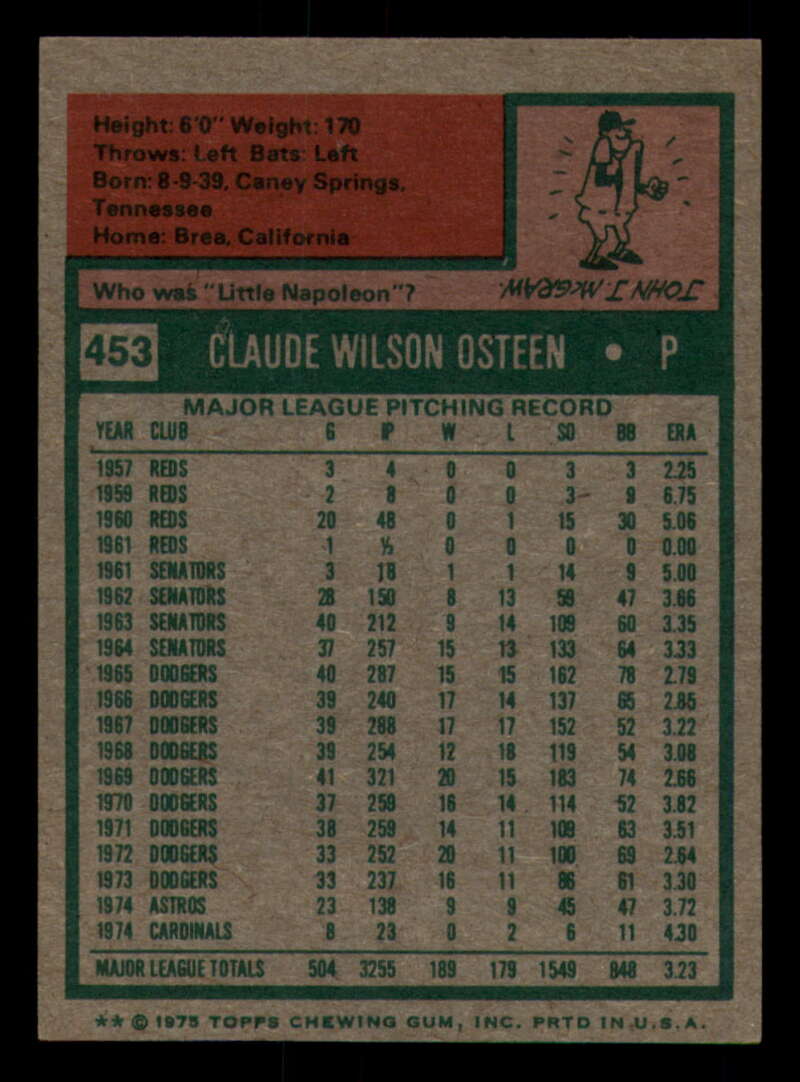 Height: 6'0" Weight: 170
Throws: Left Bats: Left
Born: 8-9-39, Caney Springs,
Tennessee
Home: Brea, California
Who was "Little Napoleon"?
JOHN J. McGRAW.
453 CLAUDE WILSON OSTEEN • P
MAJOR LEAGUE PITCHING RECORD
YEAR CLUB G IP W L SO BB ERA
1957 REDS 3 4 0 0 3 3 2.25
1959 REDS 2 8 0 0 3 9 6.75
1960 REDS 20 48 0 1 15 30 5.06
1961 REDS 1 ⅓ 0 0 0 0 0.00
1961 SENATORS 3 18 1 1 14 9 5.00
1962 SENATORS 28 150 8 13 59 47 3.66
1963 SENATORS 40 212 9 14 109 60 3.35
1964 SENATORS 37 257 15 13 133 64 3.33
1965 DODGERS 40 287 15 15 162 78 2.79
1966 DODGERS 39 240 17 14 137 65 2.85
1967 DODGERS 39 288 17 17 152 52 3.22
1968 DODGERS 39 254 12 18 119 54 3.08
1969 DODGERS 41 321 20 15 183 74 2.66
1970 DODGERS 37 259 16 14 114 52 3.82
1971 DODGERS 38 259 14 11 109 63 3.51
1972 DODGERS 33 252 20 11 100 69 2.64
1973 DODGERS 33 237 16 11 86 61 3.30
1974 ASTROS 23 138 9 9 45 47 3.72
1974 CARDINALS 8 23 0 2 6 11 4.30
MAJOR LEAGUE TOTALS 504 3255 189 179 1549 848 3.23
** © 1975 TOPPS CHEWING GUM, INC. PRTD IN U.S.A.